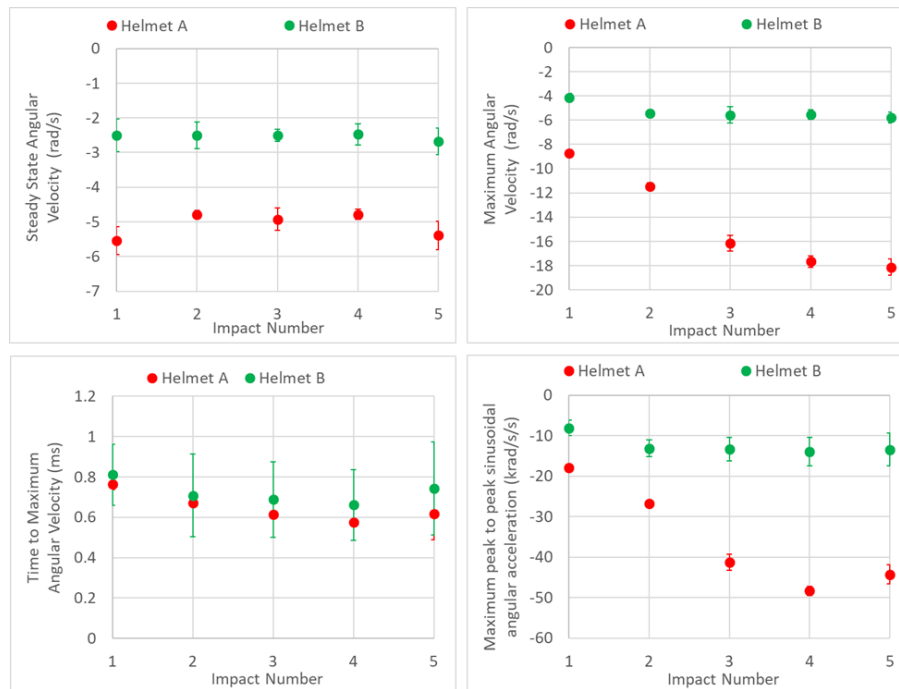 Helmet A Helmet B
Steady State Angular
Velocity (rad/s)
0
-1
-2
-3
-4
-5
-6
-7
1 2 3 4 5
Impact Number
Helmet A Helmet B
Maximum Angular
Velocity (rad/s)
0
-2
-4
-6
-8
-10
-12
-14
-16
-18
-20
1 2 3 4 5
Impact Number
Helmet A Helmet B
Time to Maximum
Angular Velocity (ms)
1.2
1
0.8
0.6
0.4
0.2
0
1 2 3 4 5
Impact Number
Helmet A Helmet B
Maximum peak to peak sinusoidal
angular acceleration (krad/s/s)
0
-10
-20
-30
-40
-50
-60
1 2 3 4 5
Impact Number